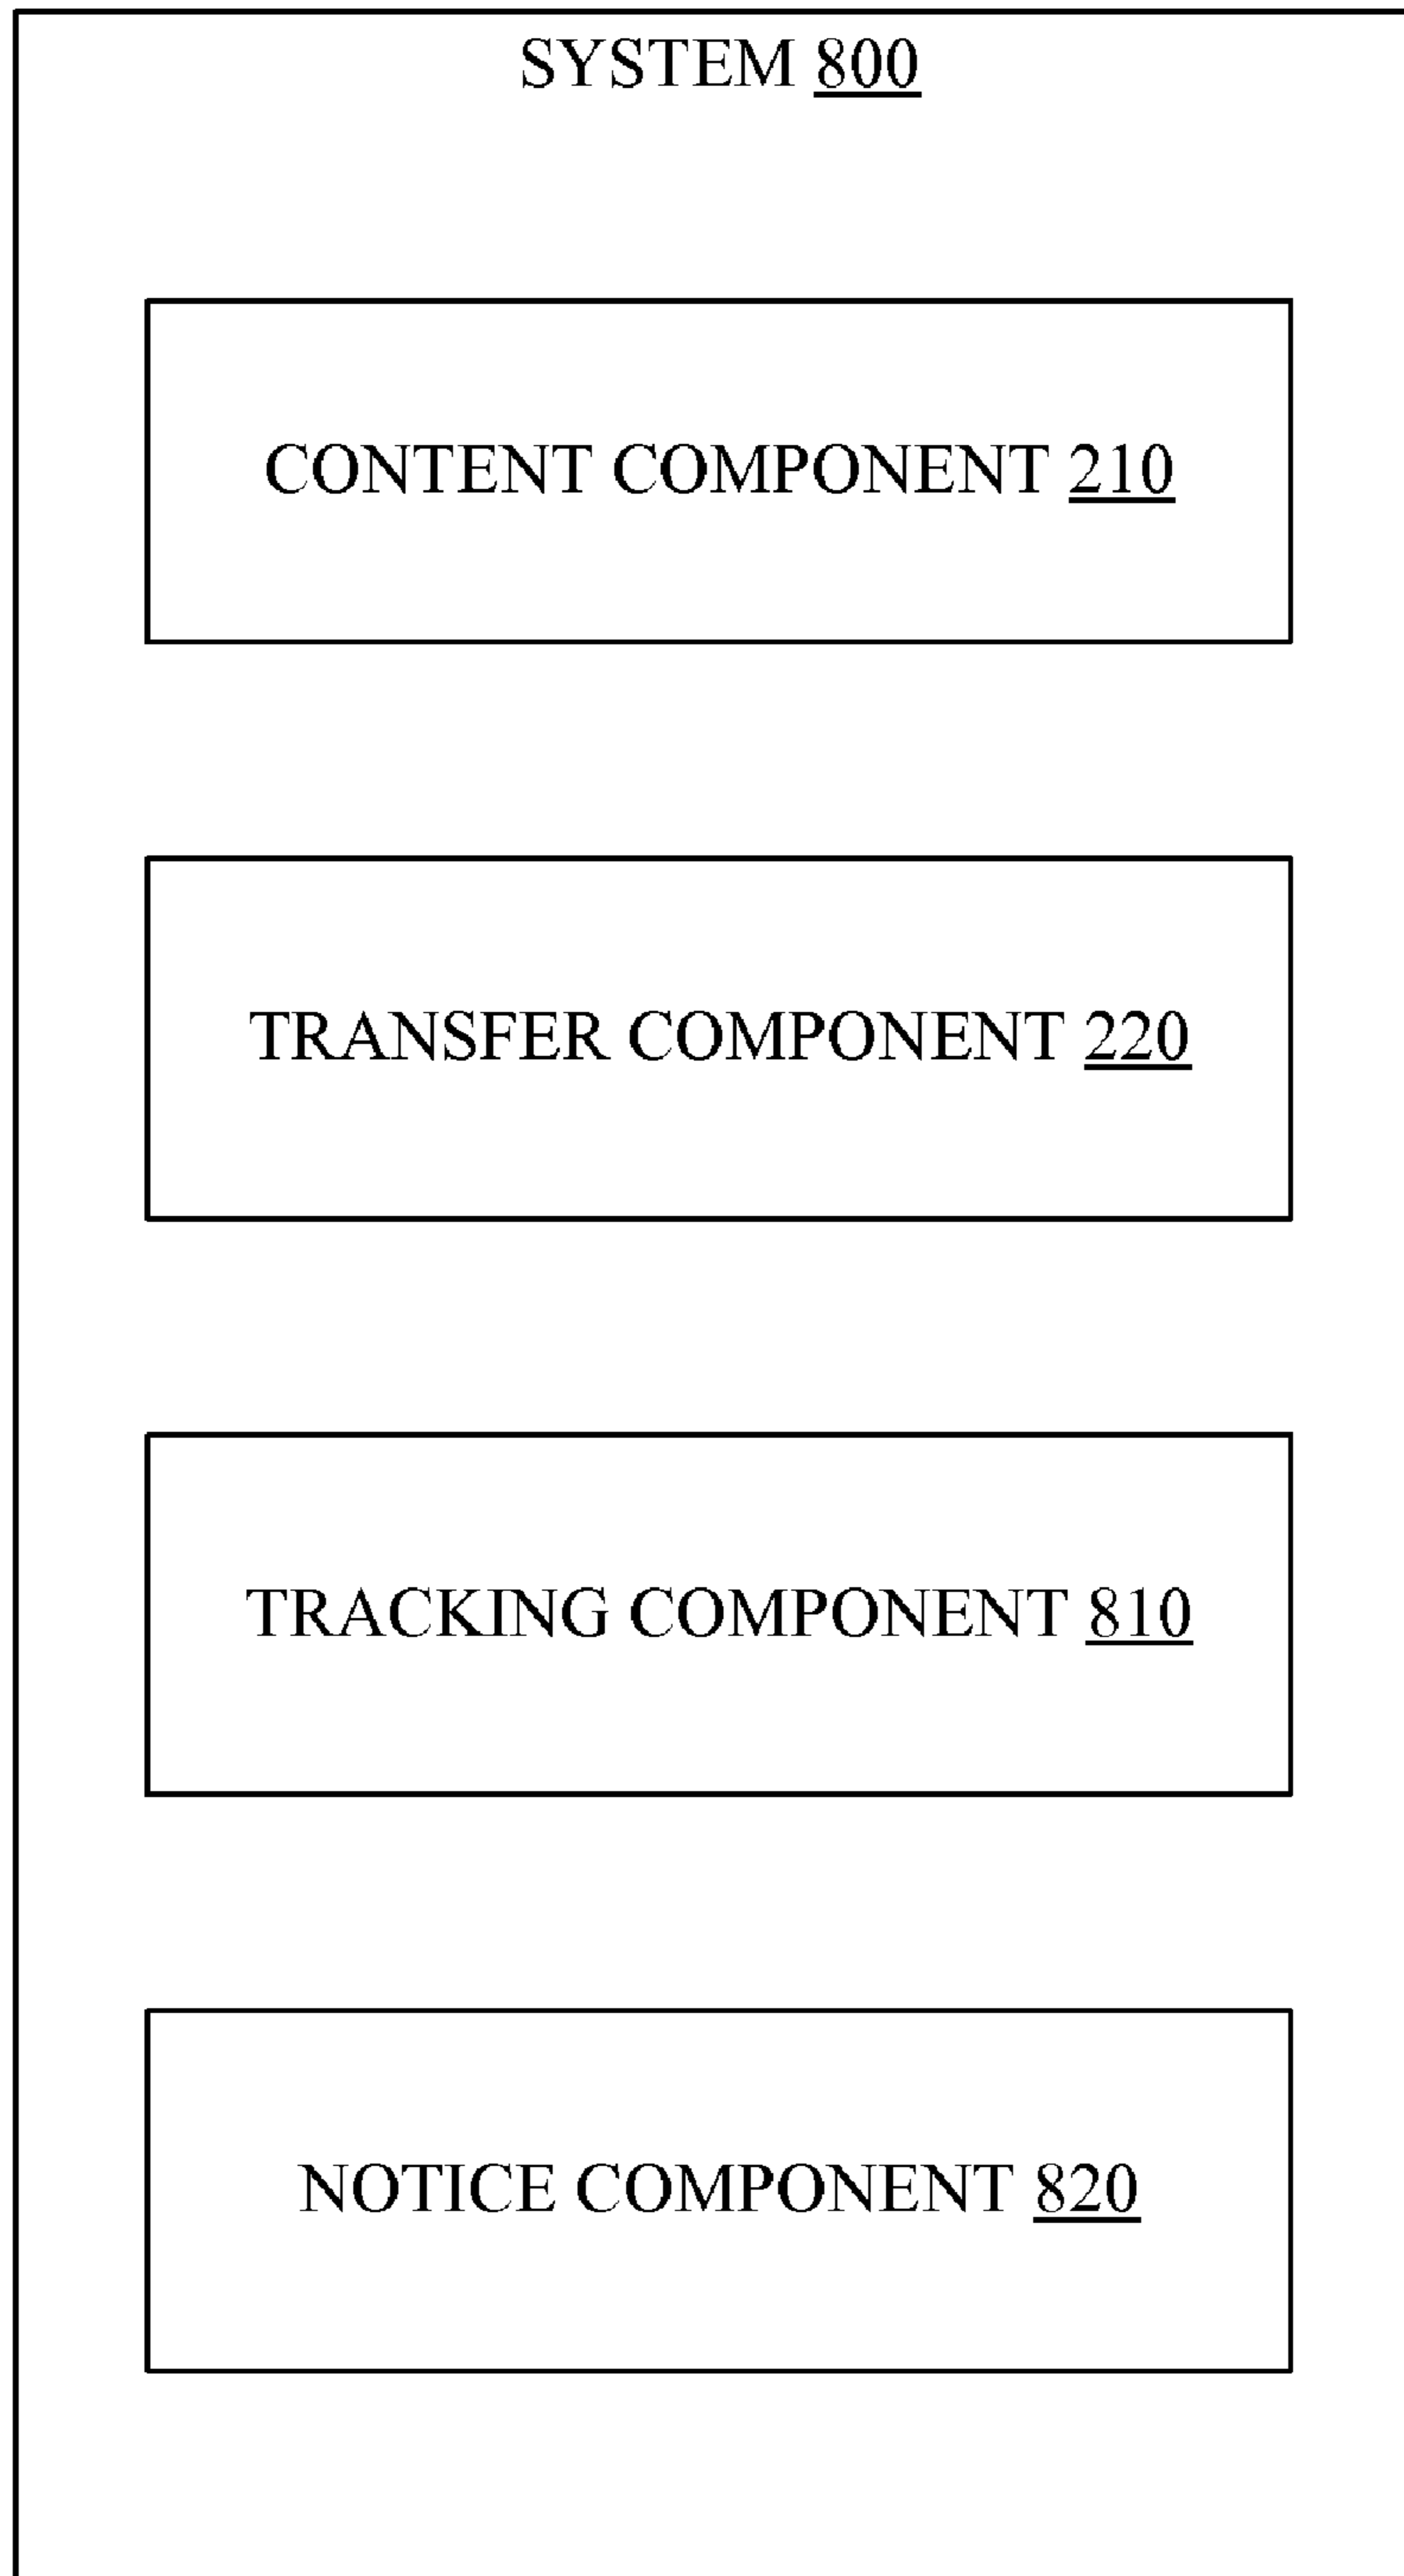 SYSTEM 800
CONTENT COMPONENT 210
TRANSFER COMPONENT 220
TRACKING COMPONENT 810
NOTICE COMPONENT 820